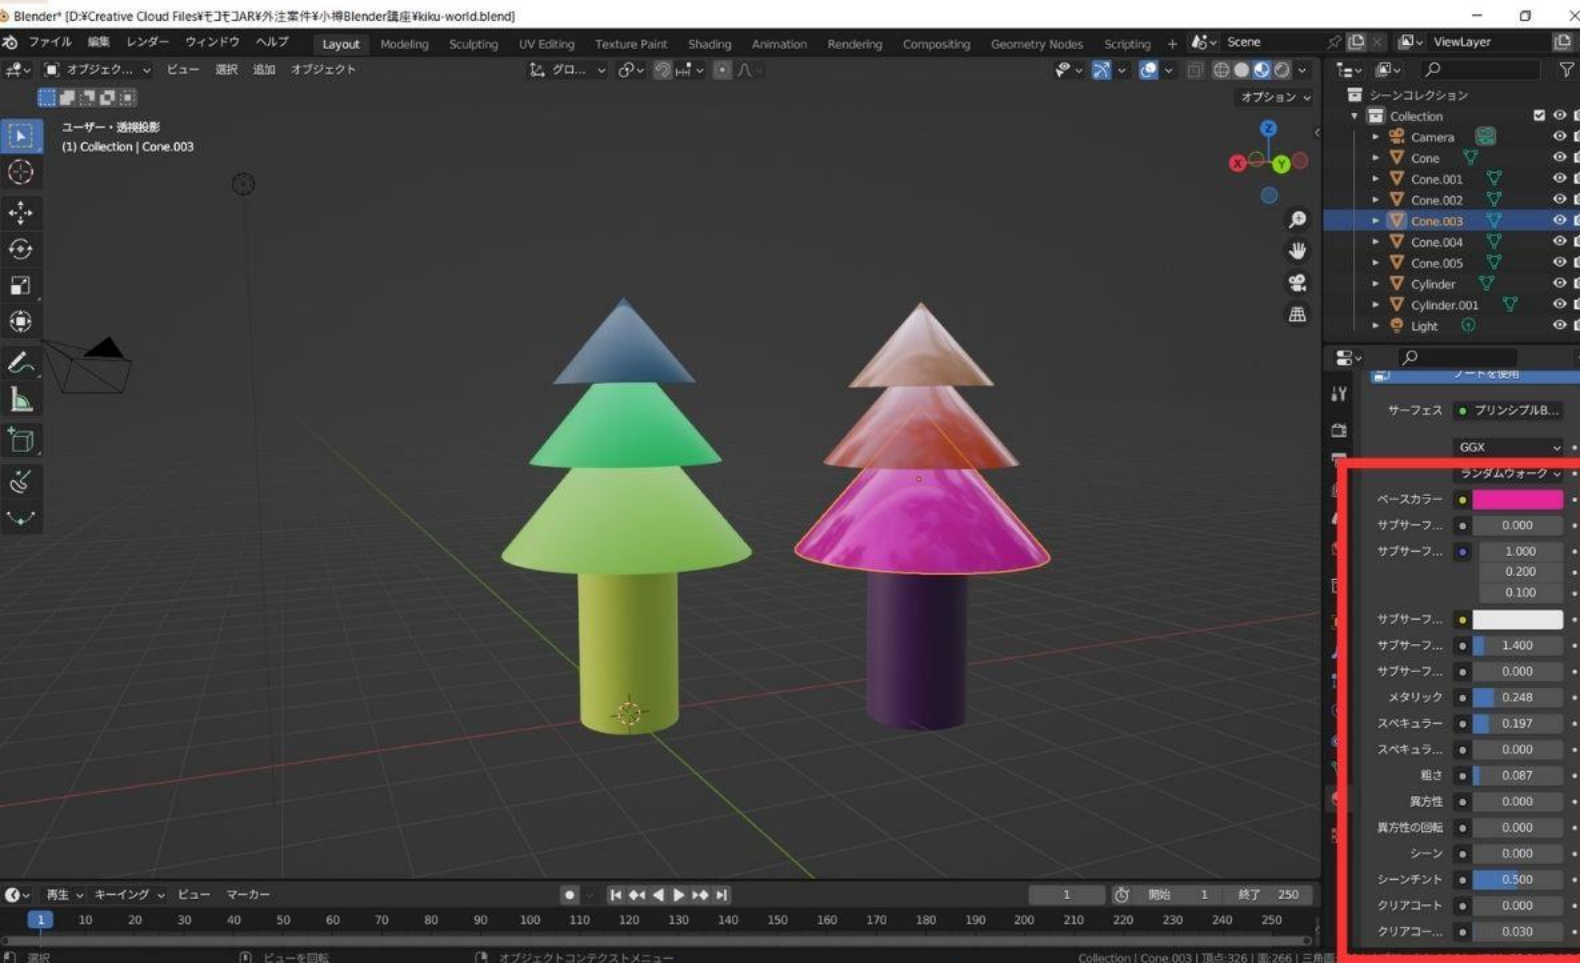 Blender* [D:¥Creative Cloud Files¥モコモコAR¥外注案件¥小樽Blender講座¥kiku-world.blend]
ファイル 編集 レンダー ウィンドウ ヘルプ Layout Modeling Sculpting UV Editing Texture Paint Shading Animation Rendering Compositing Geometry Nodes Scripting + Scene ViewLayer
オブジェク... ビュー 選択 追加 オブジェクト グロ...
オプション
ユーザー・透視投影
(1) Collection | Cone.003
X Y Z
シーンコレクション
Collection
Camera
Cone
Cone.001
Cone.002
Cone.003
Cone.004
Cone.005
Cylinder
Cylinder.001
Light
ノードを使用
サーフェス プリンシプルB...
GGX
ランダムウォーク
ベースカラー
サブサーフ... 0.000
サブサーフ... 1.000
0.200
0.100
サブサーフ...
サブサーフ... 1.400
サブサーフ... 0.000
メタリック 0.248
スペキュラー 0.197
スペキュラ... 0.000
粗さ 0.087
異方性 0.000
異方性の回転 0.000
シーン 0.000
シーンチント 0.500
クリアコート 0.000
クリアコー... 0.030
再生 キーイング ビュー マーカー 1 開始 1 終了 250
1 10 20 30 40 50 60 70 80 90 100 110 120 130 140 150 160 170 180 190 200 210 220 230 240 250
選択 ビューを回転 オブジェクトコンテクストメニュー Collection | Cone.003 | 頂点:326 | 面:266 | 三角面